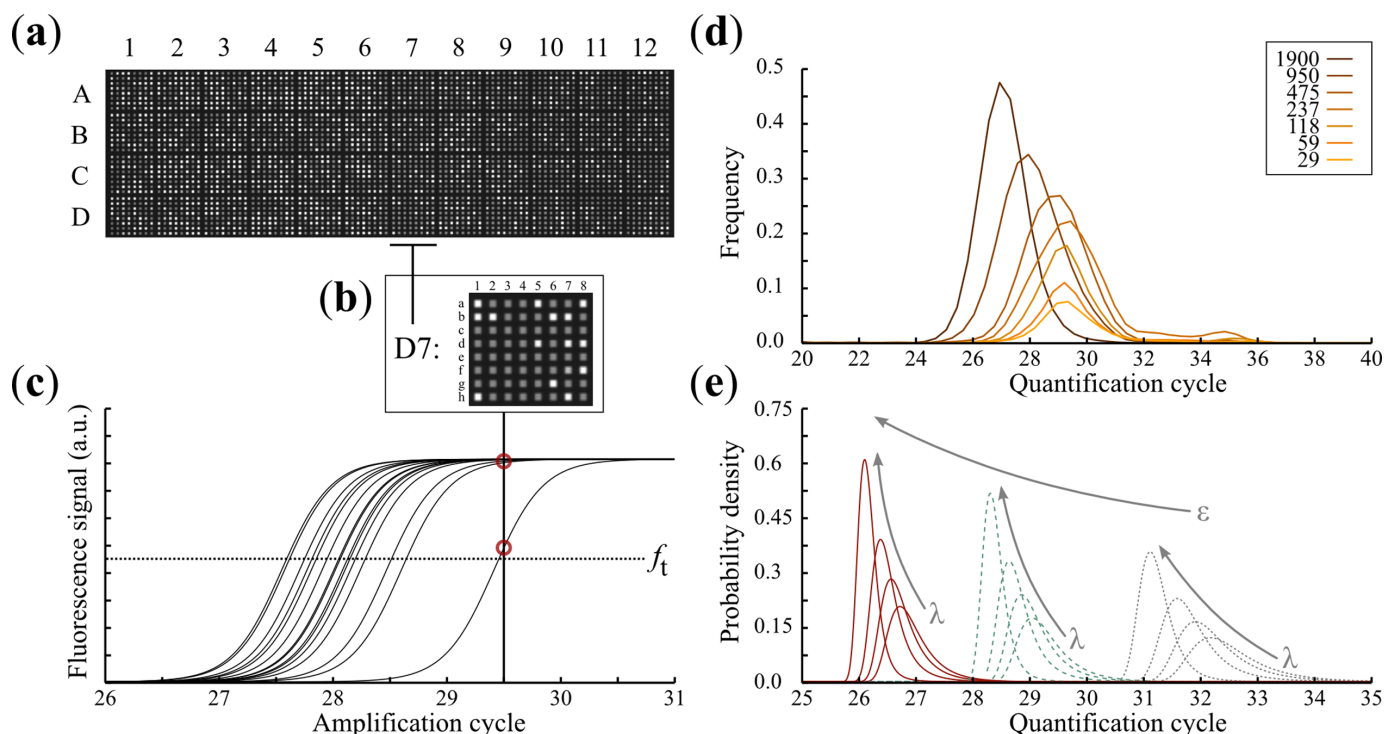 (a)
1 2 3 4 5 6 7 8 9 10 11 12
A
B
C
D
(b)
D7:
1 2 3 4 5 6 7 8
a
b
c
d
e
f
g
h
(c)
Fluorescence signal (a.u.)
f_t
26 27 28 29 30 31
Amplification cycle
(d)
1900
950
475
237
118
59
29
Frequency
0.5
0.4
0.3
0.2
0.1
0.0
20 22 24 26 28 30 36 34 36 38 40
Quantification cycle
(e)
Probability density
0.75
0.6
0.45
0.3
0.15
0.0
ε
λ
λ
λ
25 26 27 28 29 30 31 32 33 34 35
Quantification cycle